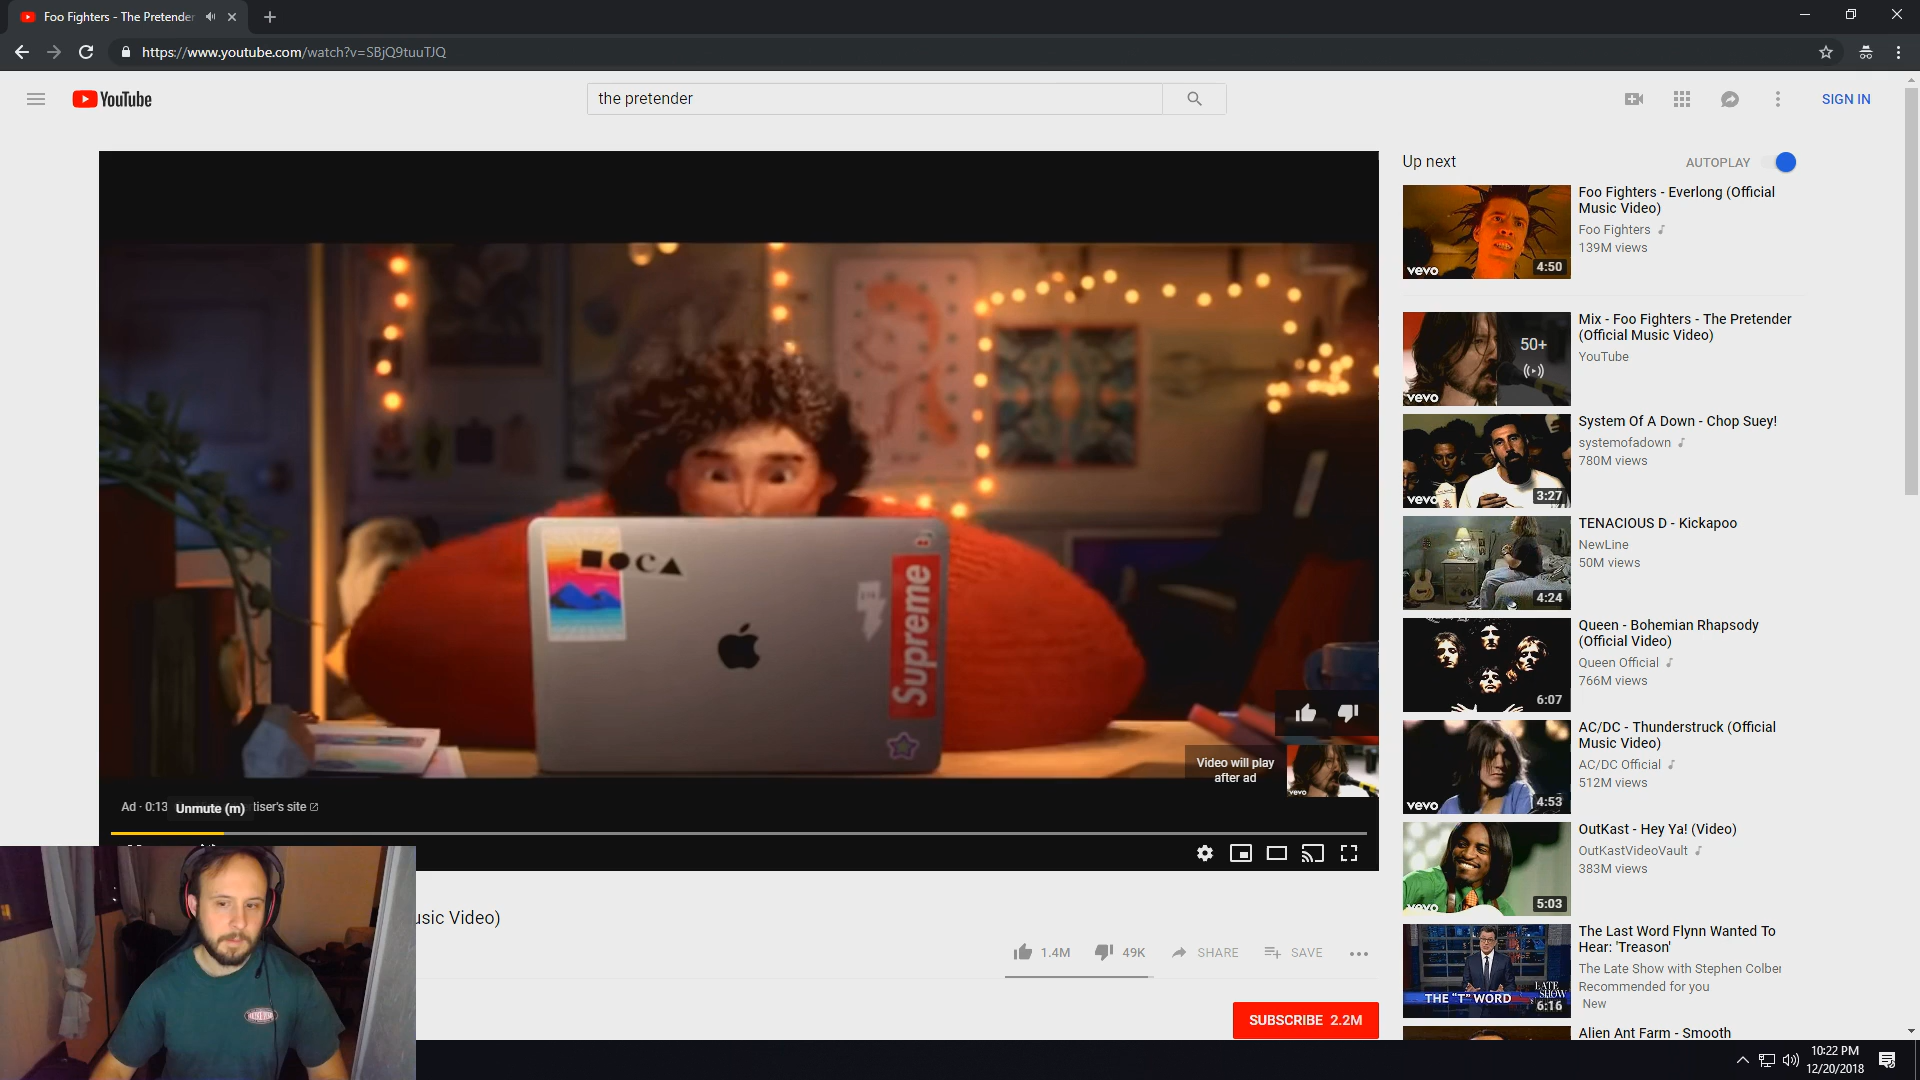 Foo Fighters - The Pretender
https://www.youtube.com/watch?v=SBjQ9tuuTJQ
YouTube
the pretender
SIGN IN
MOCA
Supreme
Video will play
after ad
vevo
Ad · 0:13
Unmute (m)
tiser's site
usic Video)
1.4M
49K
SHARE
SAVE
SUBSCRIBE 2.2M
Up next
AUTOPLAY
vevo
4:50
Foo Fighters - Everlong (Official
Music Video)
Foo Fighters
139M views
50+
vevo
Mix - Foo Fighters - The Pretender
(Official Music Video)
YouTube
vevo
3:27
System Of A Down - Chop Suey!
systemofadown
780M views
4:24
TENACIOUS D - Kickapoo
NewLine
50M views
6:07
Queen - Bohemian Rhapsody
(Official Video)
Queen Official
766M views
vevo
4:53
AC/DC - Thunderstruck (Official
Music Video)
AC/DC Official
512M views
vevo
5:03
OutKast - Hey Ya! (Video)
OutKastVideoVault
383M views
THE "T" WORD
LATE
SHOW
6:16
The Last Word Flynn Wanted To
Hear: 'Treason'
The Late Show with Stephen Colber
Recommended for you
New
Alien Ant Farm - Smooth
10:22 PM
12/20/2018